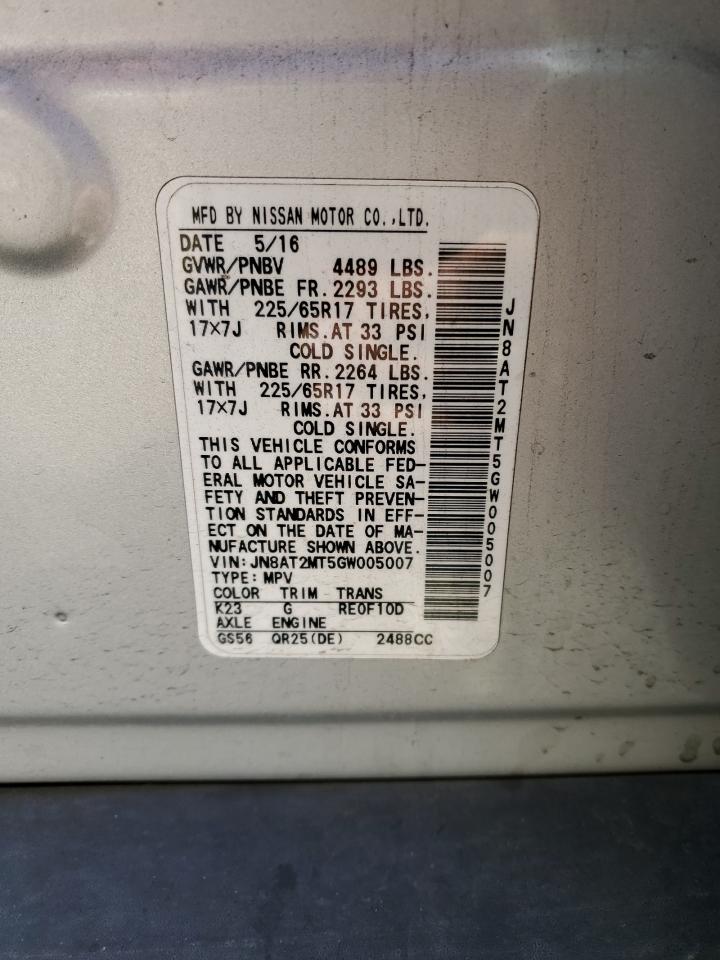 MFD BY NISSAN MOTOR CO.,LTD.
DATE 5/16
GVWR/PNBV 4489 LBS.
GAWR/PNBE FR. 2293 LBS.
WITH 225/65R17 TIRES,
17×7J RIMS.AT 33 PSI
COLD SINGLE.
GAWR/PNBE RR. 2264 LBS.
WITH 225/65R17 TIRES,
17×7J RIMS.AT 33 PSI
COLD SINGLE.
THIS VEHICLE CONFORMS
TO ALL APPLICABLE FED-
ERAL MOTOR VEHICLE SA-
FETY AND THEFT PREVEN-
TION STANDARDS IN EFF-
ECT ON THE DATE OF MA-
NUFACTURE SHOWN ABOVE.
VIN:JN8AT2MT5GW005007
TYPE:MPV
COLOR TRIM TRANS
K23 G RE0F10D
AXLE ENGINE
GS56 QR25(DE) 2488CC
JN8AT2MT5GW005007